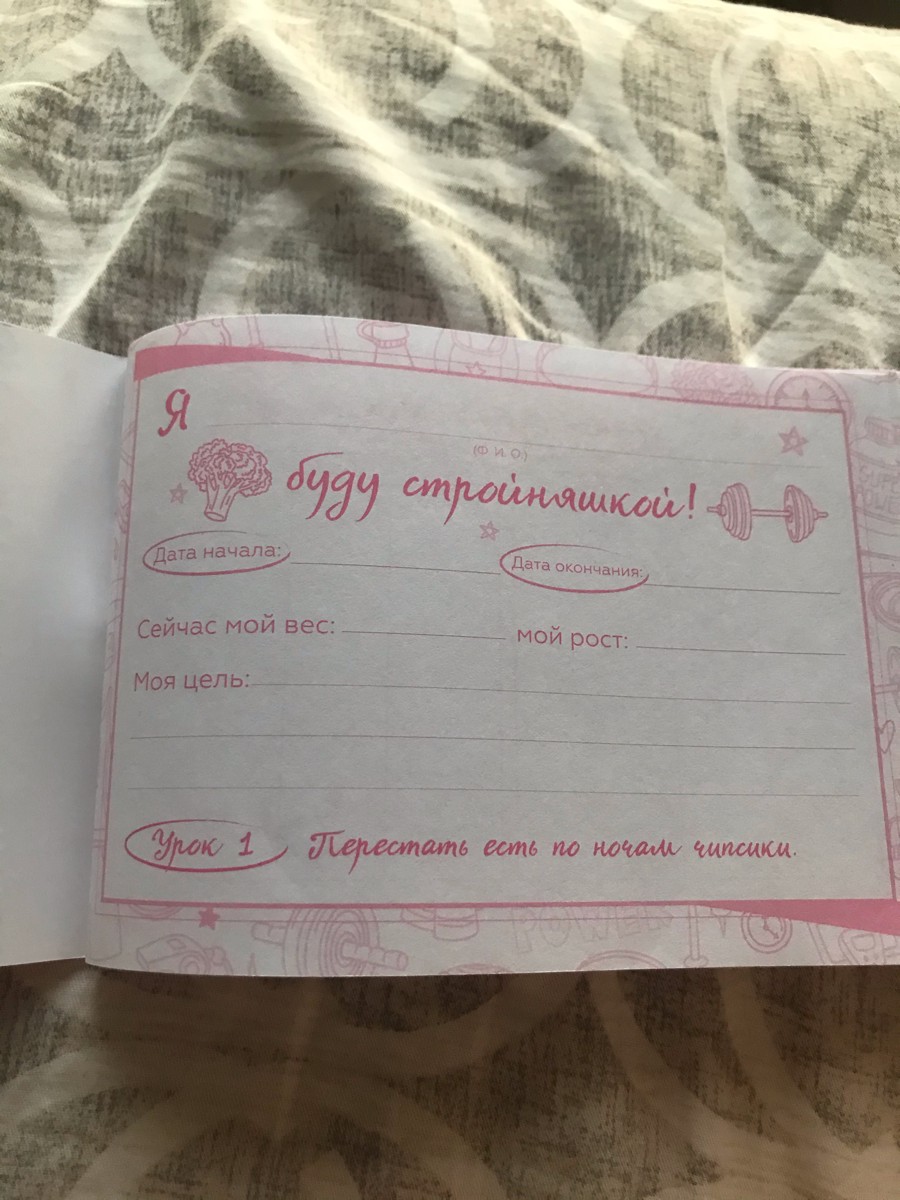 Я
(Ф. И. О.)
буду стройняшкой!
Дата начала: Дата окончания:
Сейчас мой вес: мой рост:
Моя цель:
Урок 1 Перестать есть по ночам чипсики.
POWER